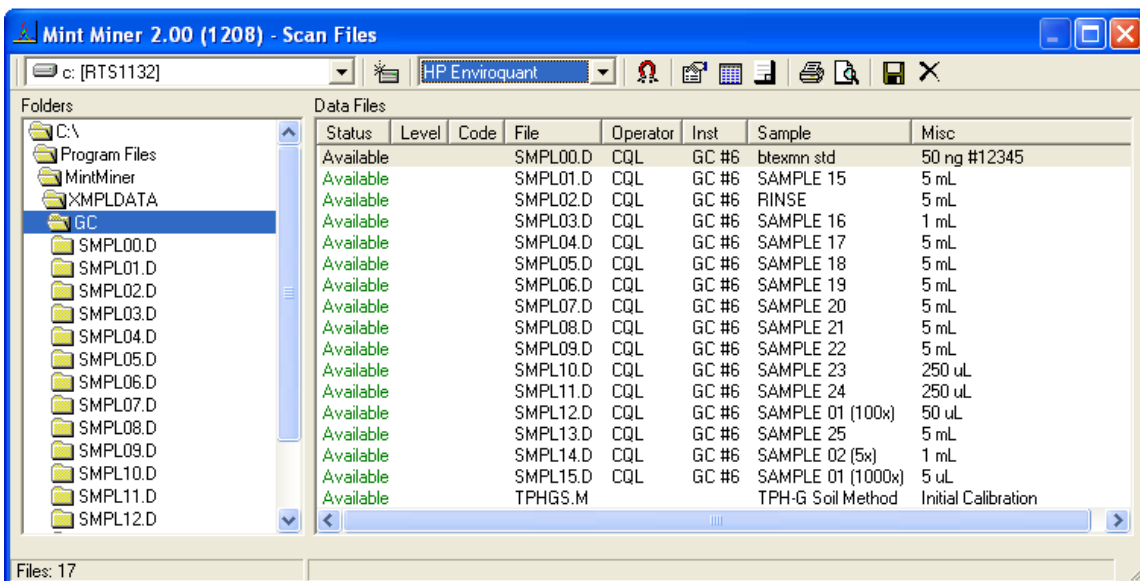 Mint Miner 2.00 (1208) - Scan Files
c: [RTS1132] HP Enviroquant
Folders
C:\
Program Files
MintMiner
XMPLDATA
GC
SMPL00.D
SMPL01.D
SMPL02.D
SMPL03.D
SMPL04.D
SMPL05.D
SMPL06.D
SMPL07.D
SMPL08.D
SMPL09.D
SMPL10.D
SMPL11.D
SMPL12.D
Data Files
Status Level Code File Operator Inst Sample Misc
Available SMPL00.D CQL GC #6 btexmn std 50 ng #12345
Available SMPL01.D CQL GC #6 SAMPLE 15 5 mL
Available SMPL02.D CQL GC #6 RINSE 5 mL
Available SMPL03.D CQL GC #6 SAMPLE 16 1 mL
Available SMPL04.D CQL GC #6 SAMPLE 17 5 mL
Available SMPL05.D CQL GC #6 SAMPLE 18 5 mL
Available SMPL06.D CQL GC #6 SAMPLE 19 5 mL
Available SMPL07.D CQL GC #6 SAMPLE 20 5 mL
Available SMPL08.D CQL GC #6 SAMPLE 21 5 mL
Available SMPL09.D CQL GC #6 SAMPLE 22 5 mL
Available SMPL10.D CQL GC #6 SAMPLE 23 250 uL
Available SMPL11.D CQL GC #6 SAMPLE 24 250 uL
Available SMPL12.D CQL GC #6 SAMPLE 01 (100x) 50 uL
Available SMPL13.D CQL GC #6 SAMPLE 25 5 mL
Available SMPL14.D CQL GC #6 SAMPLE 02 (5x) 1 mL
Available SMPL15.D CQL GC #6 SAMPLE 01 (1000x) 5 uL
Available TPHGS.M TPH-G Soil Method Initial Calibration
Files: 17